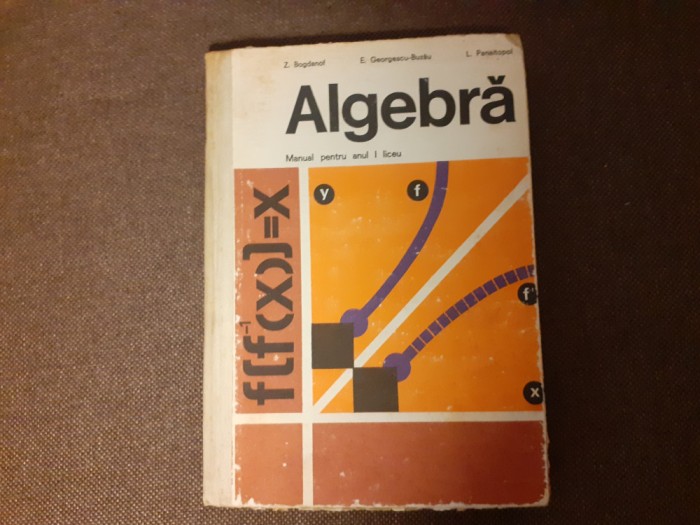 Z. Bogdanof E. Georgescu-Buzău L. Panaitopol
Algebră
Manual pentru anul I liceu
f[f⁻¹(x)]=x
y
f
f⁻¹
x